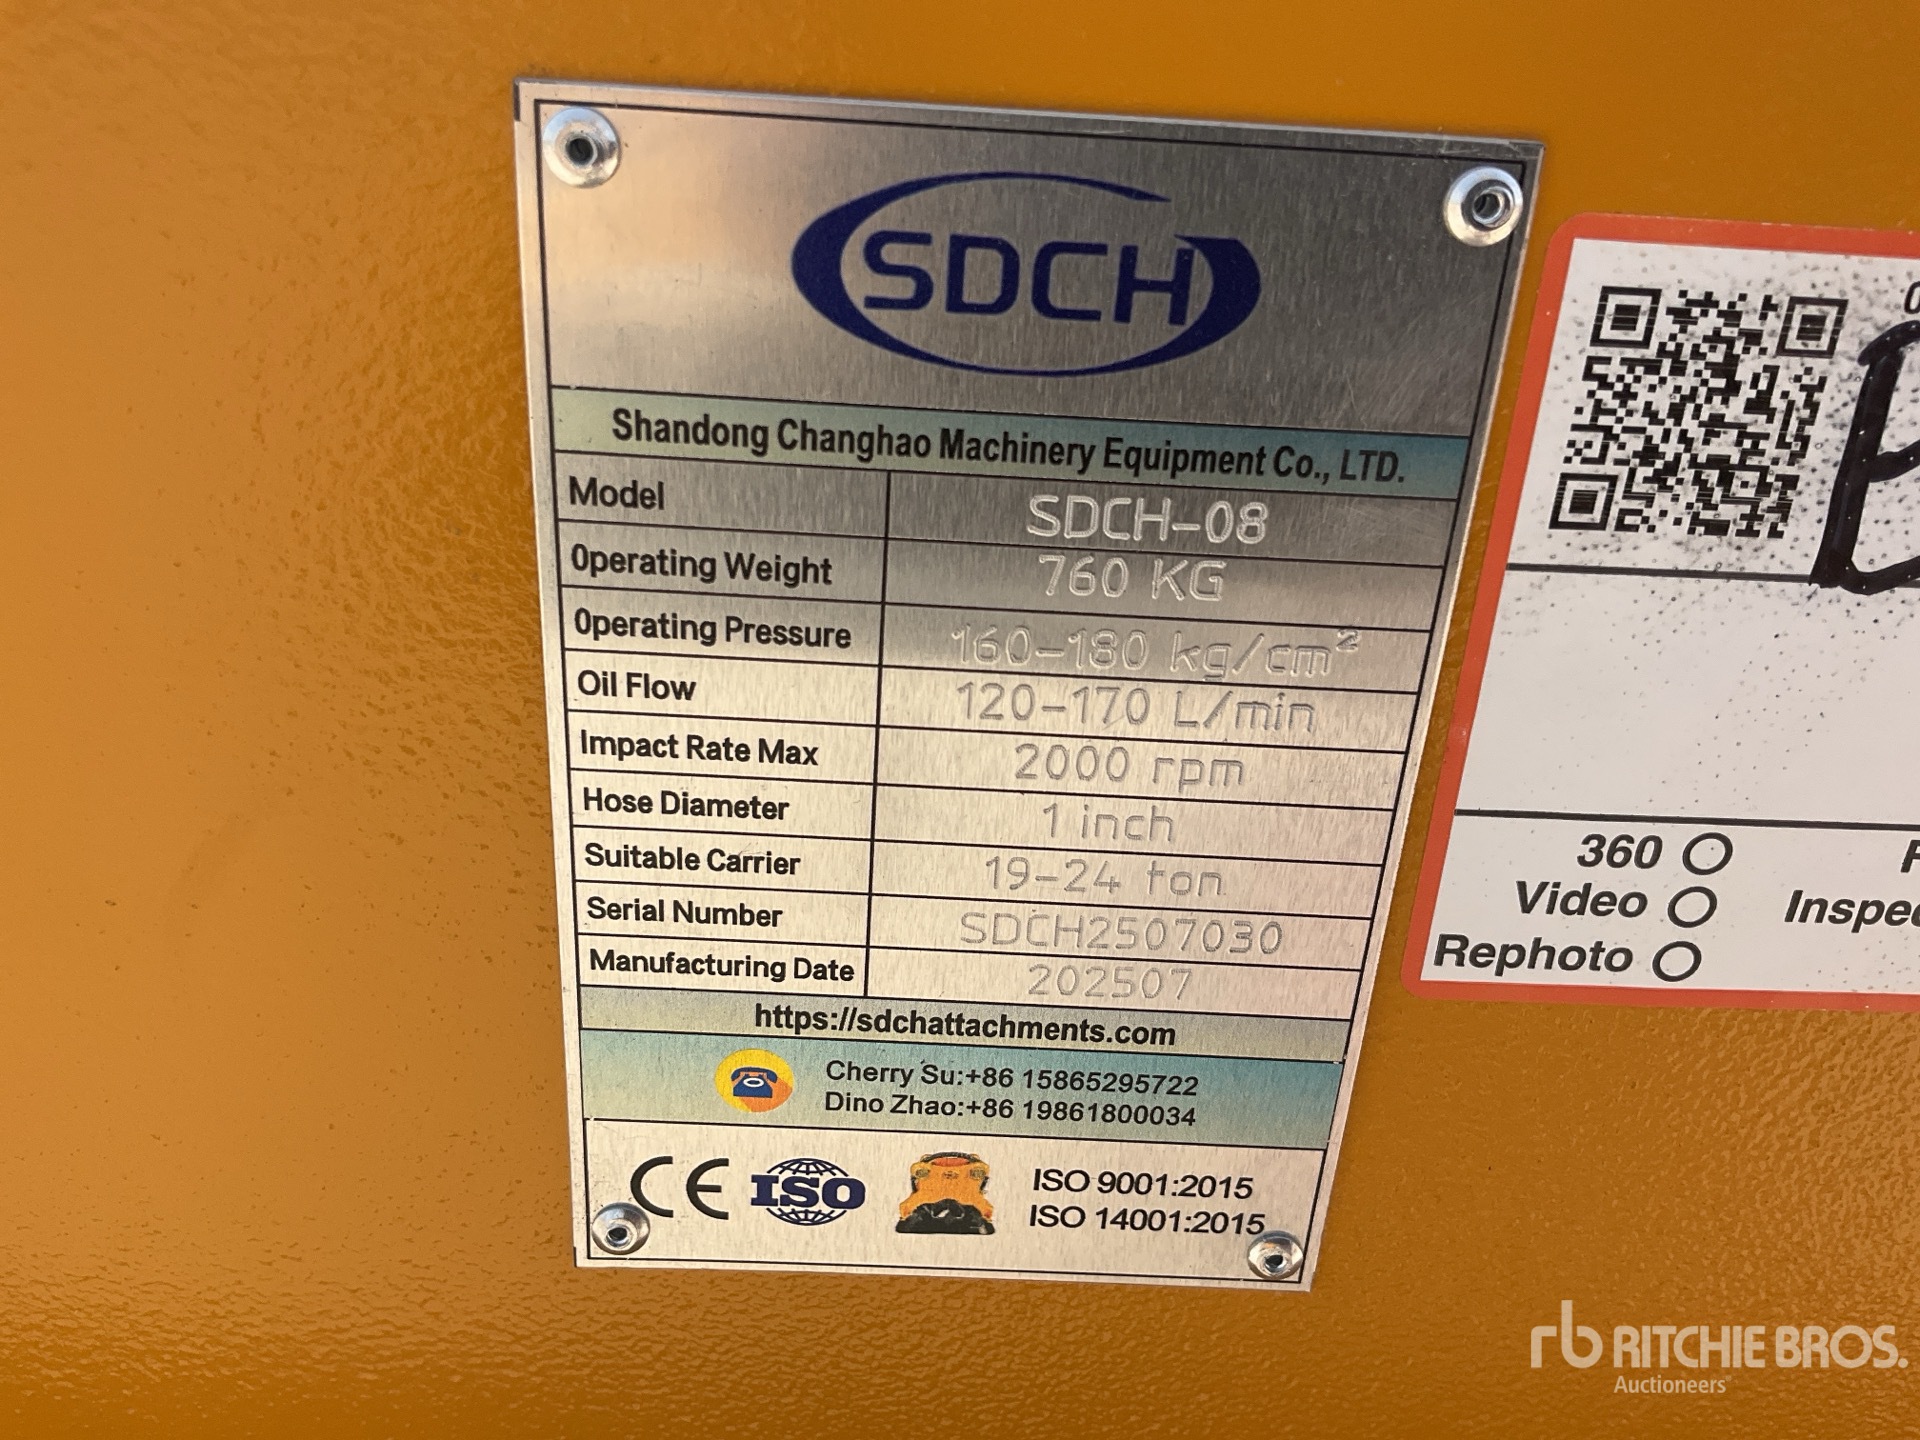 SDCH
Shandong Changhao Machinery Equipment Co., LTD.
Model SDCH-08
Operating Weight 760 KG
Operating Pressure 160-180 kg/cm²
Oil Flow 120-170 L/min
Impact Rate Max 2000 rpm
Hose Diameter 1 inch
Suitable Carrier 19-24 ton
Serial Number SDCH2507030
Manufacturing Date 202507
https://sdchattachments.com
Cherry Su:+86 15865295722
Dino Zhao:+86 19861800034
CE ISO
ISO 9001:2015
ISO 14001:2015
360
Video
Rephoto
rb RITCHIE BROS.
Auctioneers